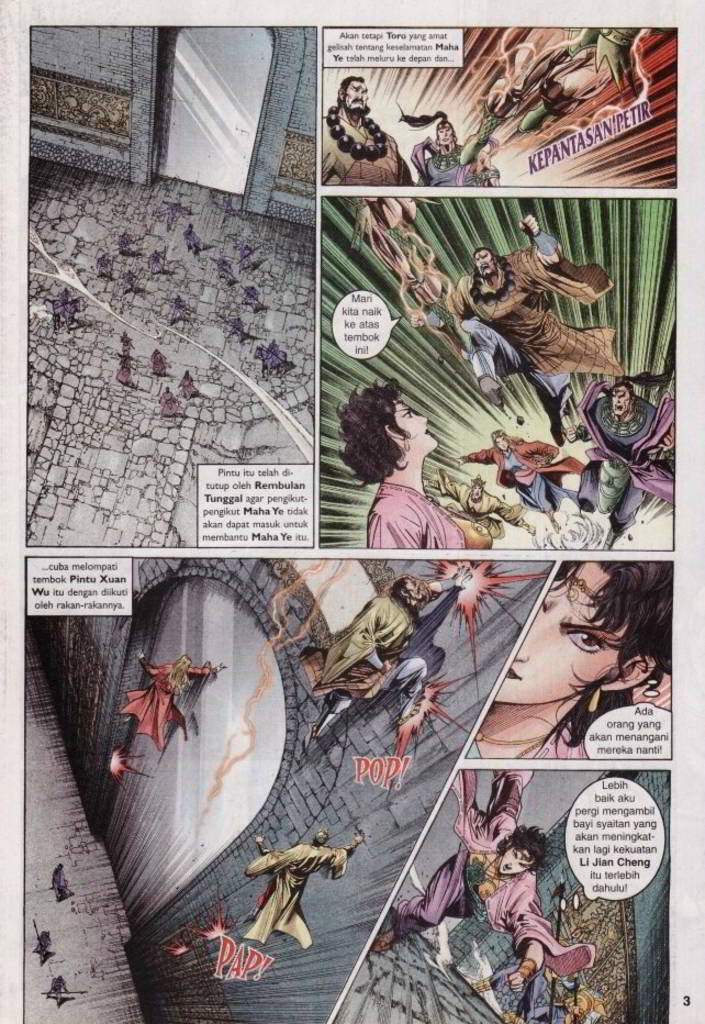 Pintu itu telah di-
tutup oleh Rembulan
Tunggal agar pengikut-
pengikut Maha Ye tidak
akan dapat masuk untuk
membantu Maha Ye itu.
Akan tetapi Toro yang amat
gelisah tentang keselamatan Maha
Ye telah meluru ke depan dan...
KEPANTASAN PETIR
Mari
kita naik
ke atas
tembok
ini!
...cuba melompati
tembok Pintu Xuan
Wu itu dengan diikuti
oleh rakan-rakannya.
POP!
PAP!
Ada
orang yang
akan menangani
mereka nanti!
Lebih
baik aku
pergi mengambil
bayi syaitan yang
akan meningkat-
kan lagi kekuatan
Li Jian Cheng
itu terlebih
dahulu!
3